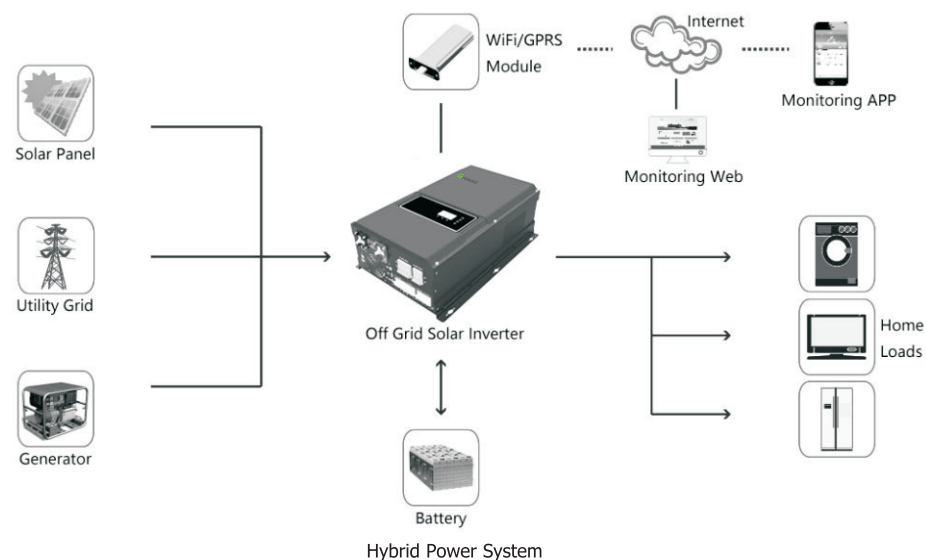 WiFi/GPRS
Module
Internet
Monitoring APP
Monitoring Web
Solar Panel
Utility Grid
Generator
Off Grid Solar Inverter
Home
Loads
Battery
Hybrid Power System